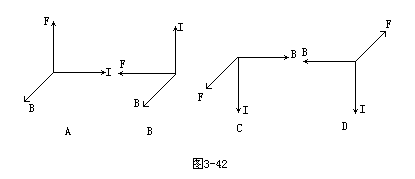 F I B A
I F B B
B F I C
F B I D
图3-42